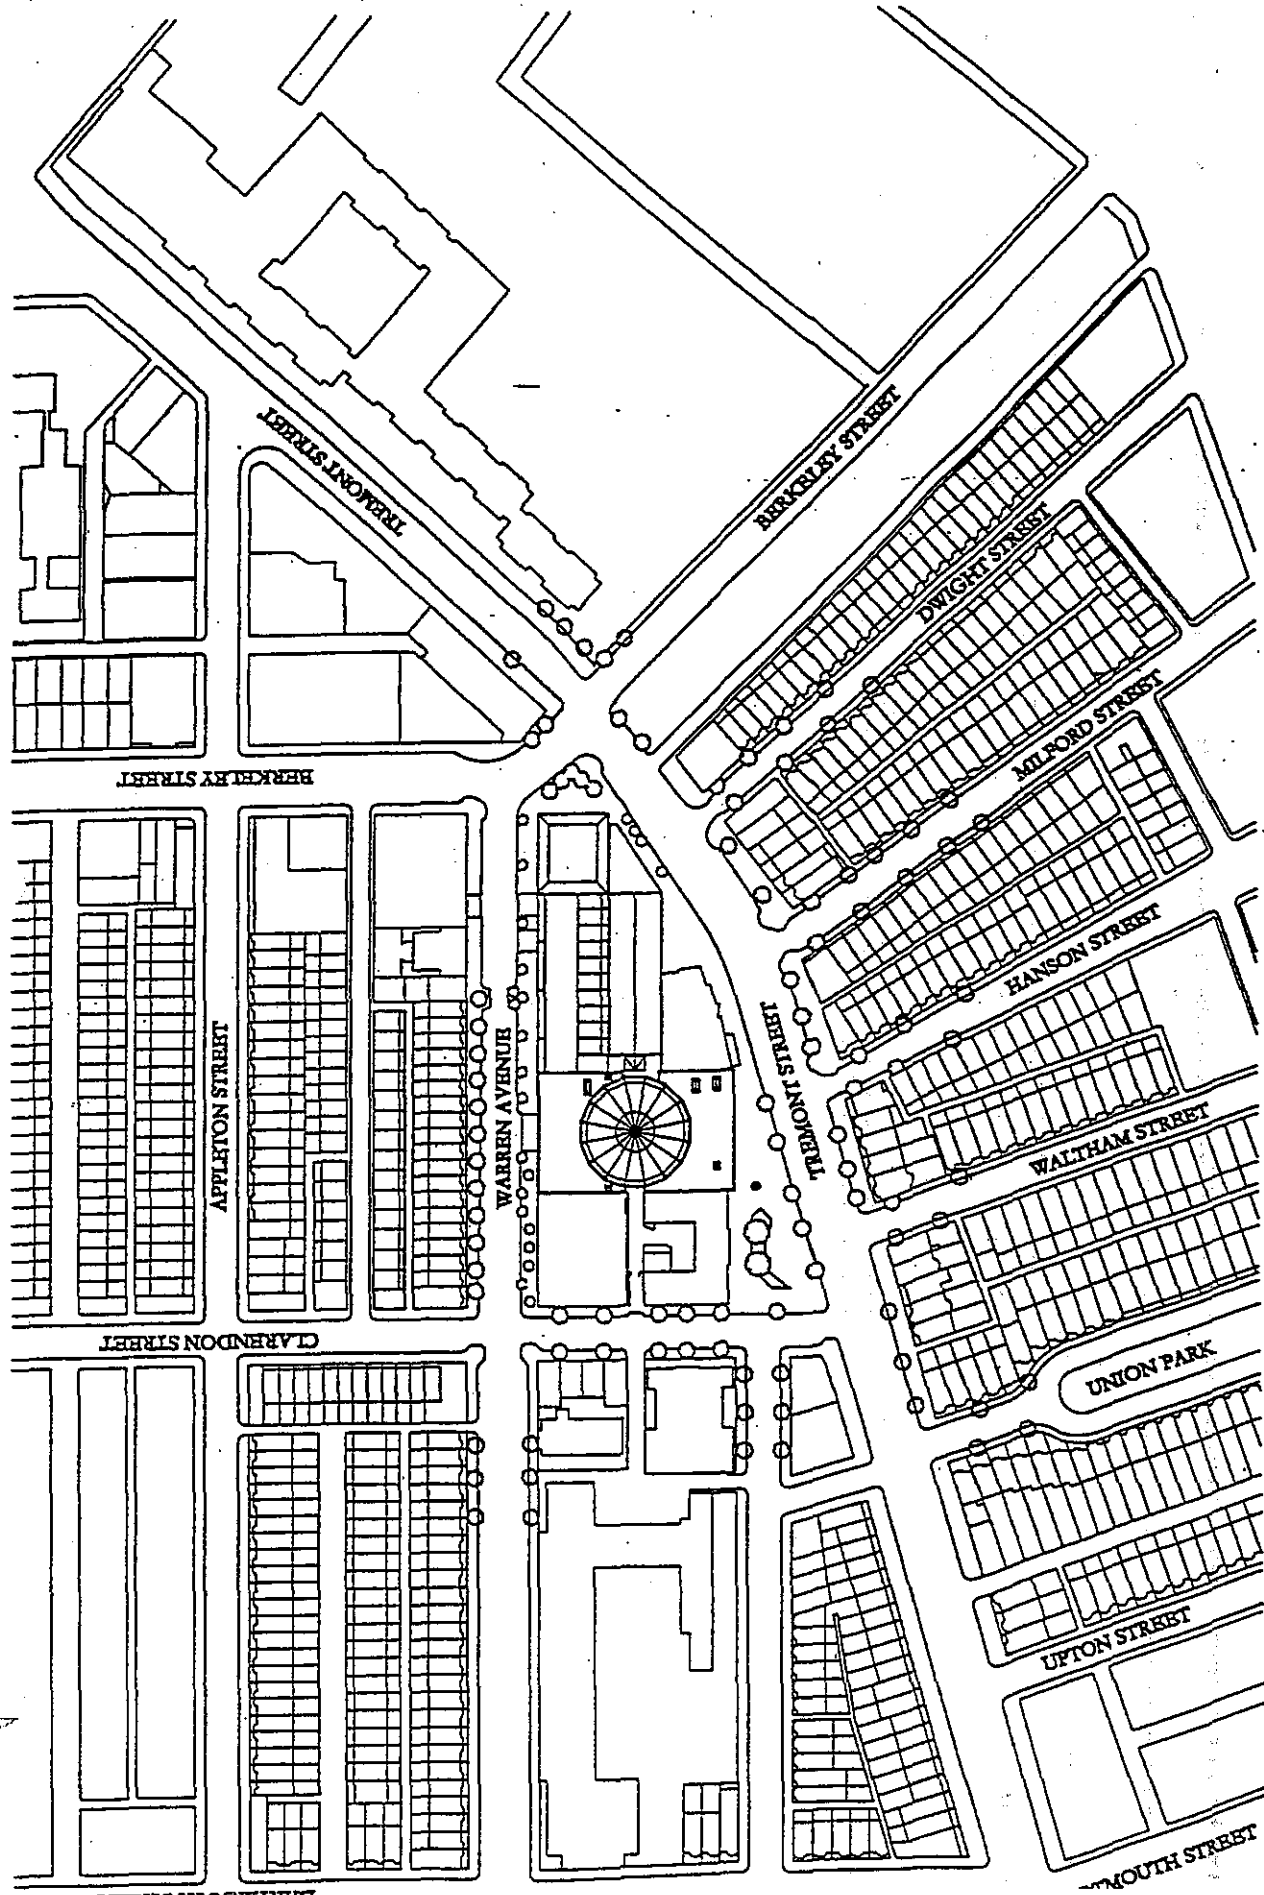 TREMONT STREET
BERKELEY STREET
DWIGHT STREET
MILFORD STREET
BERKELEY STREET
HANSON STREET
APPLETON STREET
WARREN AVENUE
TREMONT STREET
WALTHAM STREET
CLARENDON STREET
UNION PARK
UPTON STREET
TMOUTH STREET